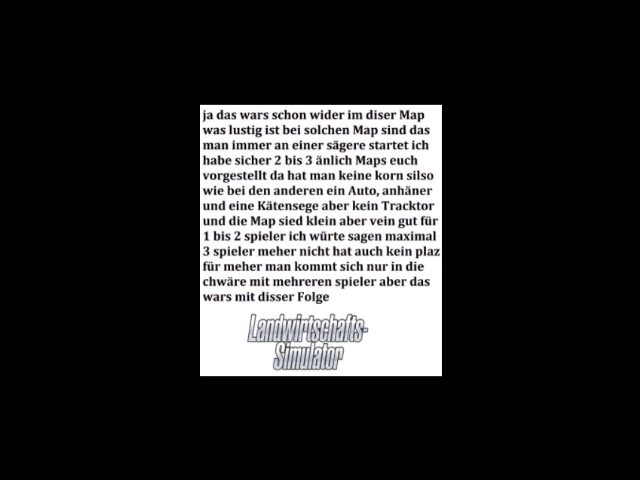 ja das wars schon wider im diser Map
was lustig ist bei solchen Map sind das
man immer an einer sägere startet ich
habe sicher 2 bis 3 änlich Maps euch
vorgestellt da hat man keine korn silso
wie bei den anderen ein Auto, anhäner
und eine Kätensege aber kein Tracktor
und die Map sied klein aber vein gut für
1 bis 2 spieler ich würte sagen maximal
3 spieler meher nicht hat auch kein plaz
für meher man kommt sich nur in die
chwäre mit mehreren spieler aber das
wars mit disser Folge
Landwirtschafts-
Simulator